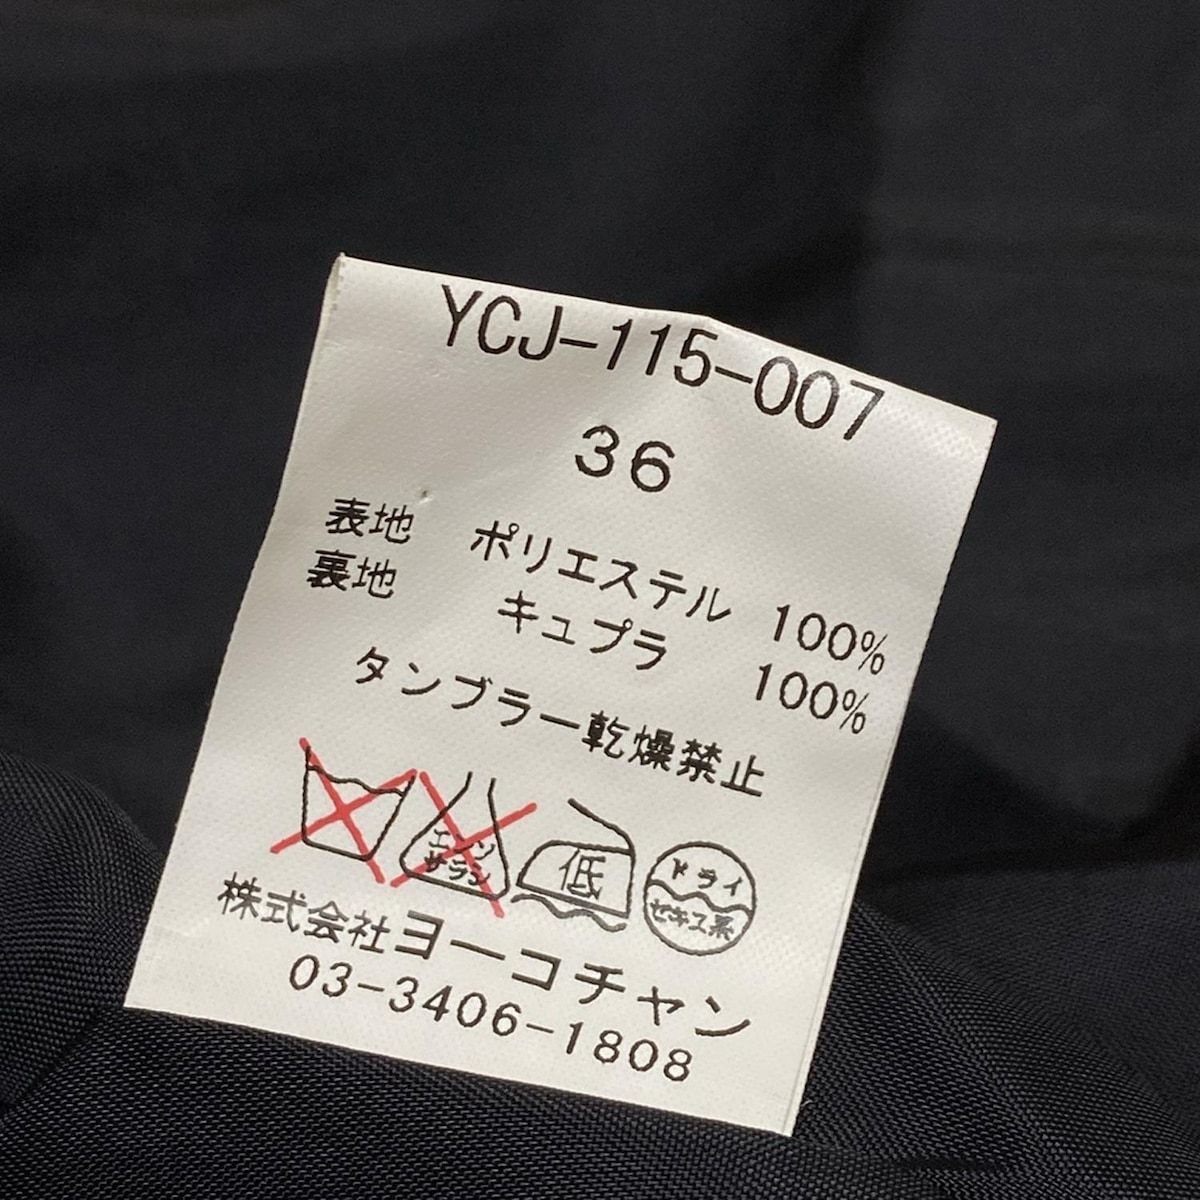 YCJ-115-007
36
表地 ポリエステル 100%
裏地 キュプラ 100%
タンブラー乾燥禁止
エンソ
サラシ
低
ドライ
セキユ系
株式会社ヨーコチャン
03-3406-1808